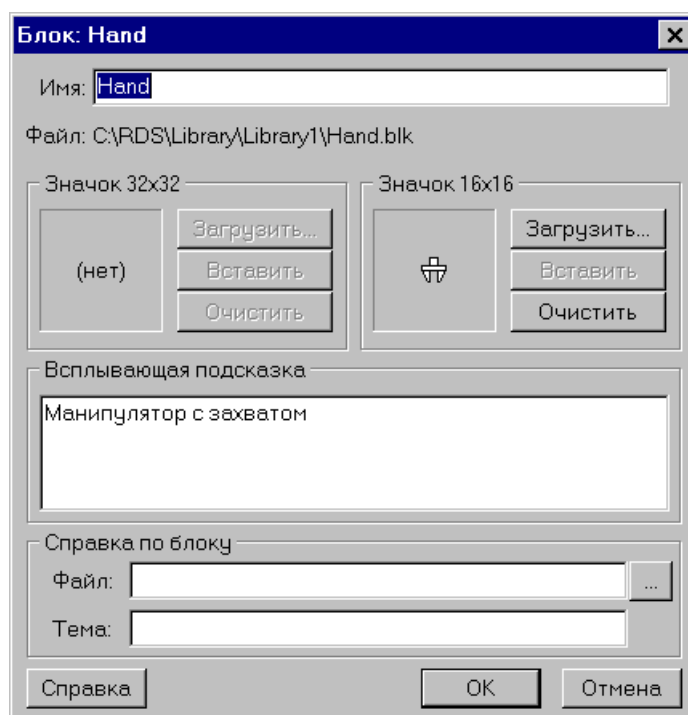 Блок: Hand
Имя: Hand
Файл: C:\RDS\Library\Library1\Hand.blk
Значок 32x32
(нет)
Загрузить...
Вставить
Очистить
Значок 16x16
Загрузить...
Вставить
Очистить
Всплывающая подсказка
Манипулятор с захватом
Справка по блоку
Файл:
...
Тема:
Справка
OK
Отмена